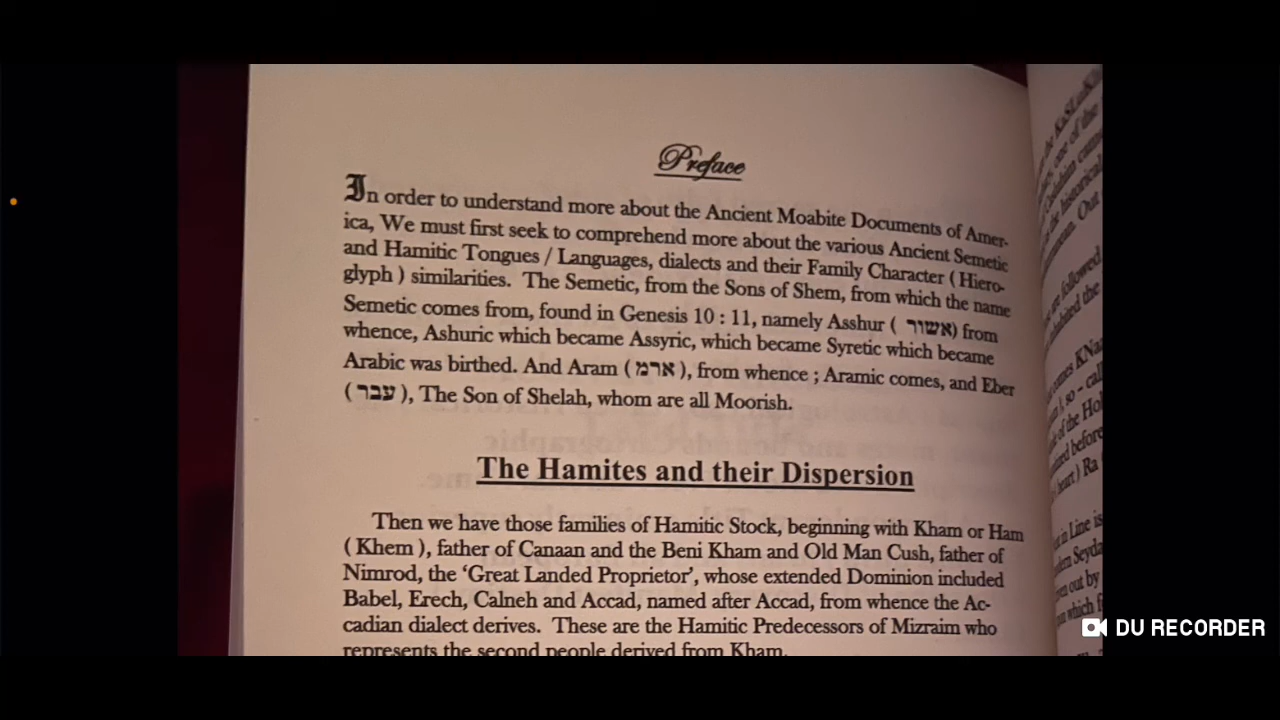 Preface
In order to understand more about the Ancient Moabite Documents of Amer-
ica, We must first seek to comprehend more about the various Ancient Semetic
and Hamitic Tongues / Languages, dialects and their Family Character ( Hiero-
glyph ) similarities. The Semetic, from the Sons of Shem, from which the name
Semetic comes from, found in Genesis 10 : 11, namely Asshur ( אשור) from
whence, Ashuric which became Assyric, which became Syretic which became
Arabic was birthed. And Aram ( ארמ ), from whence ; Aramic comes, and Eber
( עבר ), The Son of Shelah, whom are all Moorish.
The Hamites and their Dispersion
Then we have those families of Hamitic Stock, beginning with Kham or Ham
( Khem ), father of Canaan and the Beni Kham and Old Man Cush, father of
Nimrod, the ‘Great Landed Proprietor’, whose extended Dominion included
Babel, Erech, Calneh and Accad, named after Accad, from whence the Ac-
cadian dialect derives. These are the Hamitic Predecessors of Mizraim who
represents the second people derived from Kham.
DU RECORDER